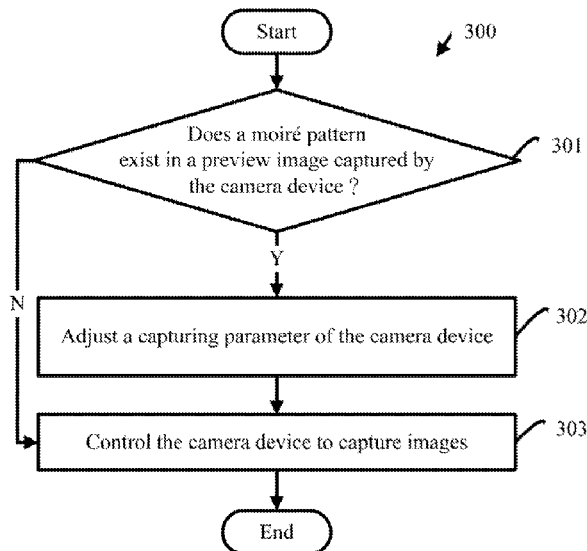 Start
300
Does a moiré pattern
exist in a preview image captured by
the camera device ?
301
Y
N
Adjust a capturing parameter of the camera device
302
Control the camera device to capture images
303
End